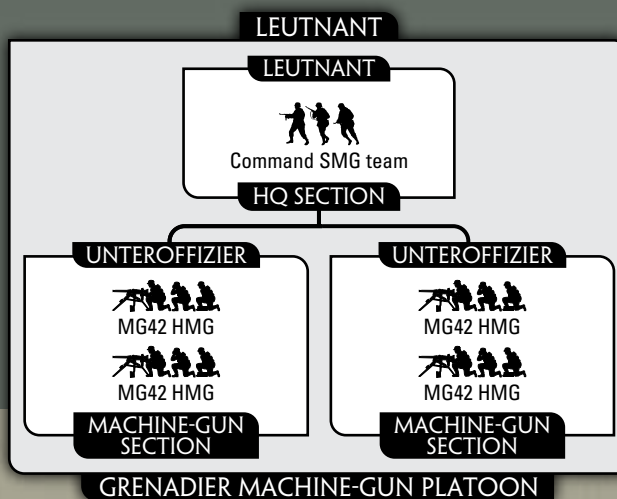 LEUTNANT
LEUTNANT
Command SMG team
HQ SECTION
UNTEROFFIZIER
MG42 HMG
MG42 HMG
MACHINE-GUN
SECTION
UNTEROFFIZIER
MG42 HMG
MG42 HMG
MACHINE-GUN
SECTION
GRENADIER MACHINE-GUN PLATOON